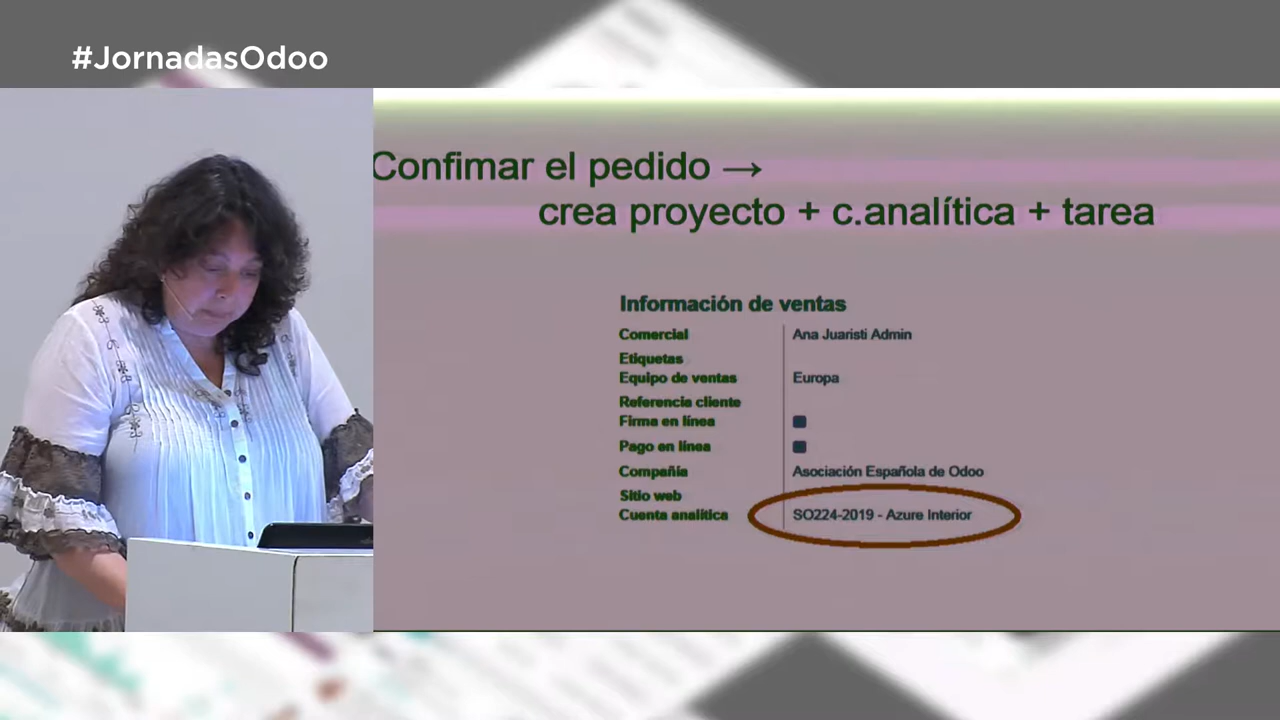 #JornadasOdoo
Confimar el pedido →
crea proyecto + c.analítica + tarea
Información de ventas
Comercial Ana Juaristi Admin
Etiquetas
Equipo de ventas Europa
Referencia cliente
Firma en línea
Pago en línea
Compañía Asociación Española de Odoo
Sitio web
Cuenta analítica SO224-2019 - Azure Interior